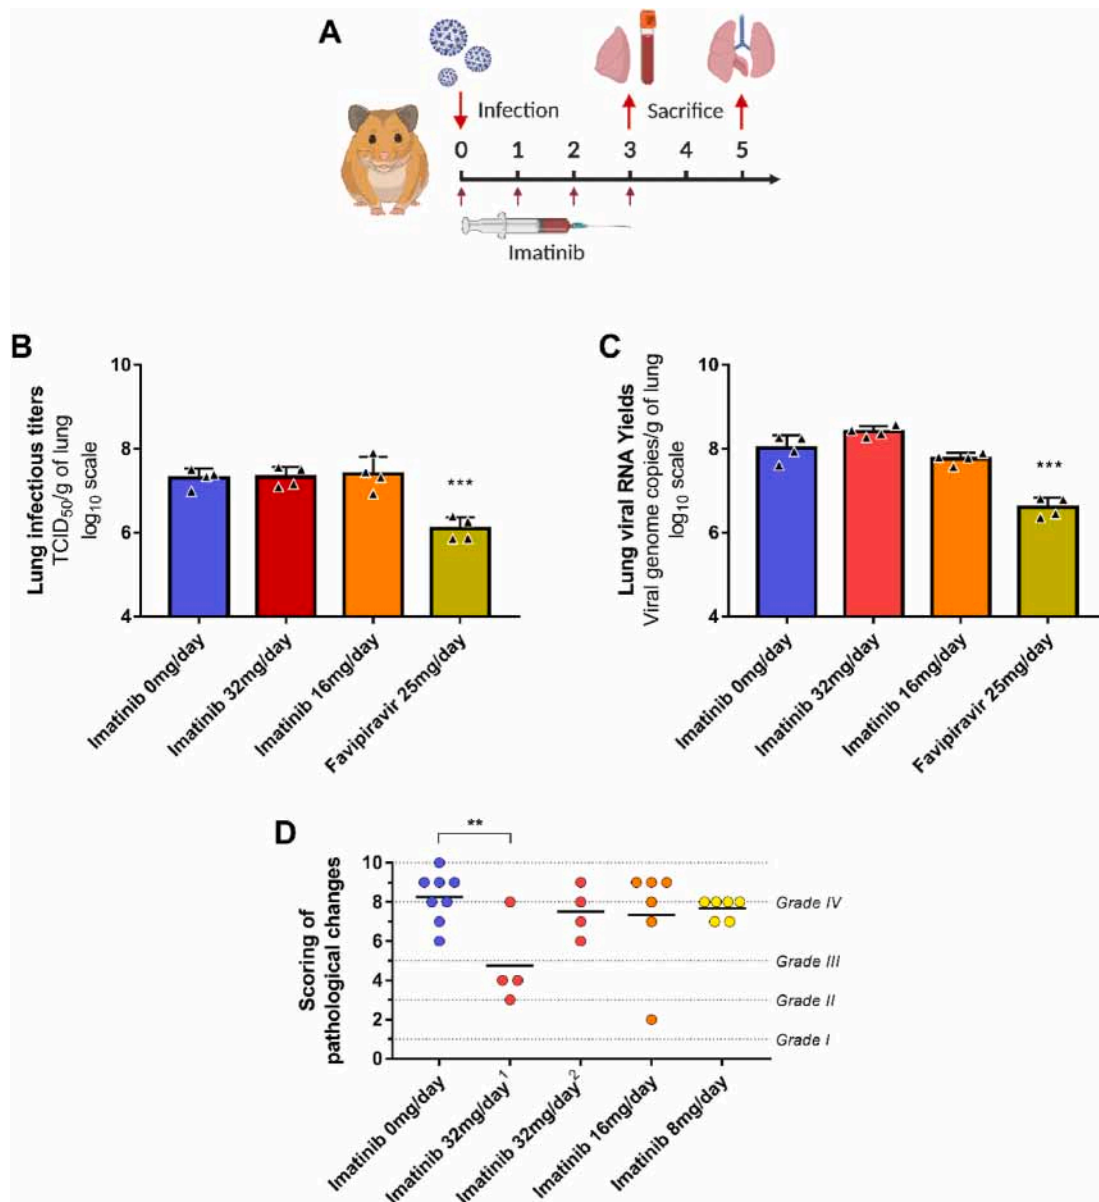 A
Infection
Sacrifice
0 1 2 3 4 5
Imatinib
B
Lung infectious titers
TCID50/g of lung
log10 scale
10
8
6
4
***
Imatinib 0mg/day
Imatinib 32mg/day
Imatinib 16mg/day
Favipiravir 25mg/day
C
Lung viral RNA Yields
Viral genome copies/g of lung
log10 scale
10
8
6
4
***
Imatinib 0mg/day
Imatinib 32mg/day
Imatinib 16mg/day
Favipiravir 25mg/day
D
Scoring of
pathological changes
**
10
8
6
4
2
0
Grade IV
Grade III
Grade II
Grade I
Imatinib 0mg/day
Imatinib 32mg/day1
Imatinib 32mg/day2
Imatinib 16mg/day
Imatinib 8mg/day